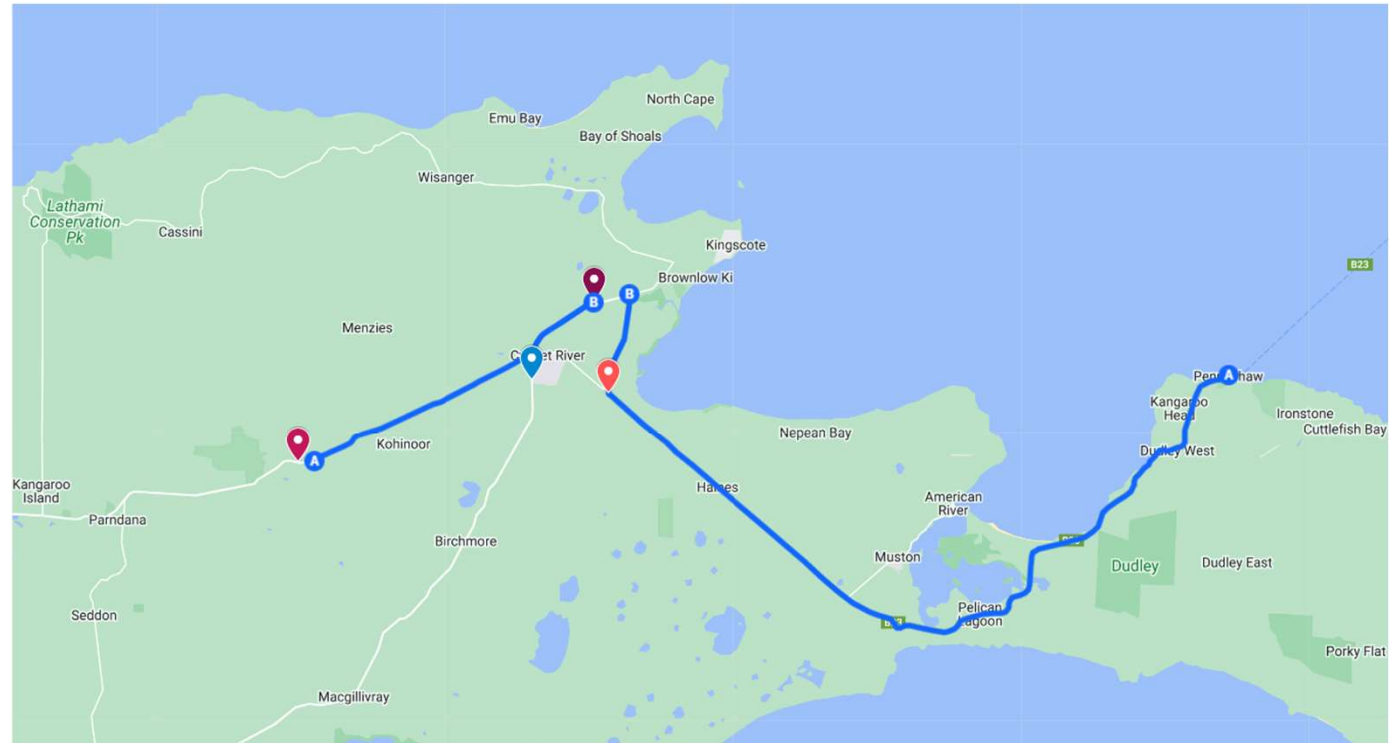 North Cape
Emu Bay
Bay of Shoals
Wisanger
Lathami
Conservation
Pk
Cassini
Kingscote
B23
Brownlow Ki
B
B
Menzies
et River
A
Kangaroo
Head
Ironstone
Cuttlefish Bay
Nepean Bay
Kohinoor
Dudley West
A
Kangaroo
Island
Haines
American
River
Parndana
Birchmore
Muston
Dudley
Dudley East
Seddon
Pelican
Lagoon
Porky Flat
Macgillivray